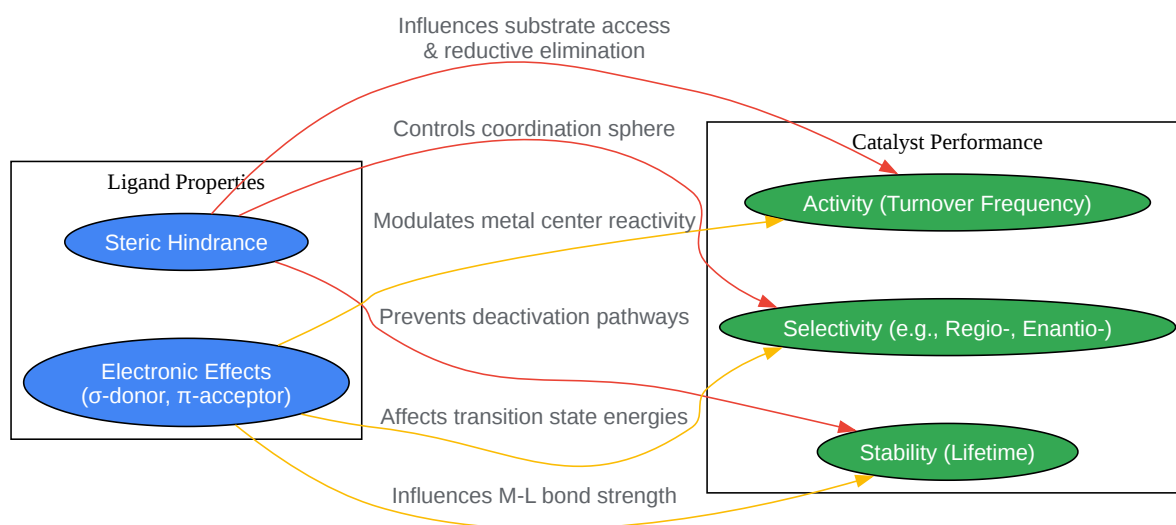 Influences substrate access
& reductive elimination
Controls coordination sphere
Catalyst Performance
Ligand Properties
Activity (Turnover Frequency)
Modulates metal center reactivity
Steric Hindrance
Prevents deactivation pathways
Selectivity (e.g., Regio-, Enantio-)
Electronic Effects
(σ-donor, π-acceptor)
Affects transition state energies
Stability (Lifetime)
Influences M-L bond strength